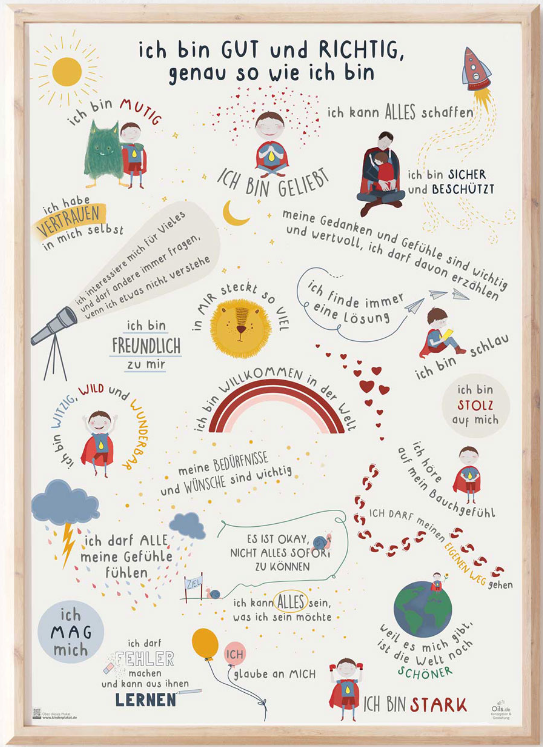 ich bin GUT und RICHTIG,
genau so wie ich bin
ich bin MUTIG
ICH BIN GELIEBT
ich kann ALLES schaffen
ich bin SICHER
und BESCHÜTZT
ich habe
VERTRAUEN
in mich selbst
ich interessiere mich für Vieles
und darf andere immer fragen,
wenn ich etwas nicht verstehe
meine Gedanken und Gefühle sind wichtig
und wertvoll, ich darf davon erzählen
ich bin
FREUNDLICH
zu mir
in MIR steckt so VIEL
ich finde immer
eine Lösung
ich bin schlau
ich bin WITZIG, WILD und WUNDERBAR
ich bin WILLKOMMEN in der Welt
ich bin
STOLZ
auf mich
meine BEDÜRFNISSE
und WÜNSCHE sind wichtig
ich höre
auf mein Bauchgefühl
ich darf ALLE
meine Gefühle
fühlen
ES IST OKAY,
NICHT ALLES SOFORT
ZU KÖNNEN
ZIEL
ICH DARF meinen EIGENEN WEG gehen
ich kann ALLES sein,
was ich sein möchte
ich
MAG
mich
ich darf
FEHLER
machen
und kann aus ihnen
LERNEN
ICH
glaube an MICH
weil es mich gibt,
ist die Welt noch
SCHÖNER
ICH BIN STARK